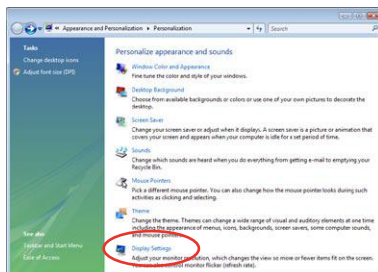 « Appearance and Personalization ▸ Personalization
Search
Tasks
Change desktop icons
Adjust font size (DPI)
Personalize appearance and sounds
Window Color and Appearance
Fine tune the color and style of your windows.
Desktop Background
Choose from available backgrounds or colors or use one of your own pictures to decorate the
desktop.
Screen Saver
Change your screen saver or adjust when it displays. A screen saver is a picture or animation that
covers your screen and appears when your computer is idle for a set period of time.
Sounds
Change which sounds are heard when you do everything from getting e-mail to emptying your
Recycle Bin.
Mouse Pointers
Pick a different mouse pointer. You can also change how the mouse pointer looks during such
activities as clicking and selecting.
Theme
Change the theme. Themes can change a wide range of visual and auditory elements at one time
including the appearance of menus, icons, backgrounds, screen savers, some computer sounds,
and mouse pointers.
See also
Taskbar and Start Menu
Ease of Access
Display Settings
Adjust your monitor resolution, which changes the view so more or fewer items fit on the screen.
You can also control monitor flicker (refresh rate).